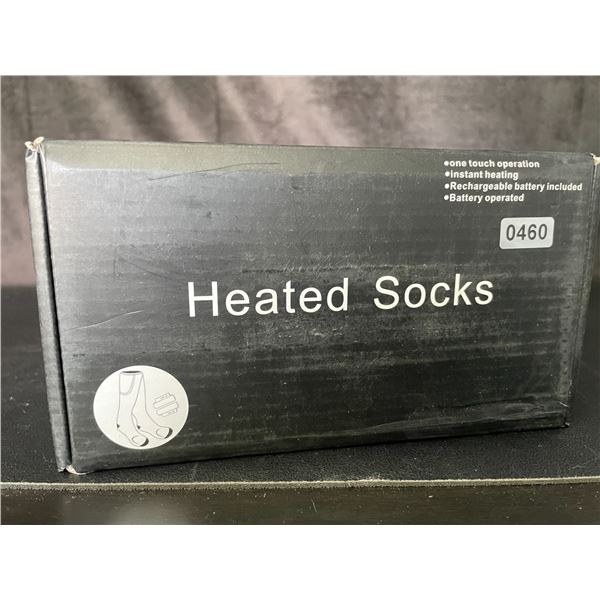 •one touch operation
•instant heating
•Rechargeable battery included
•Battery operated
0460
Heated Socks